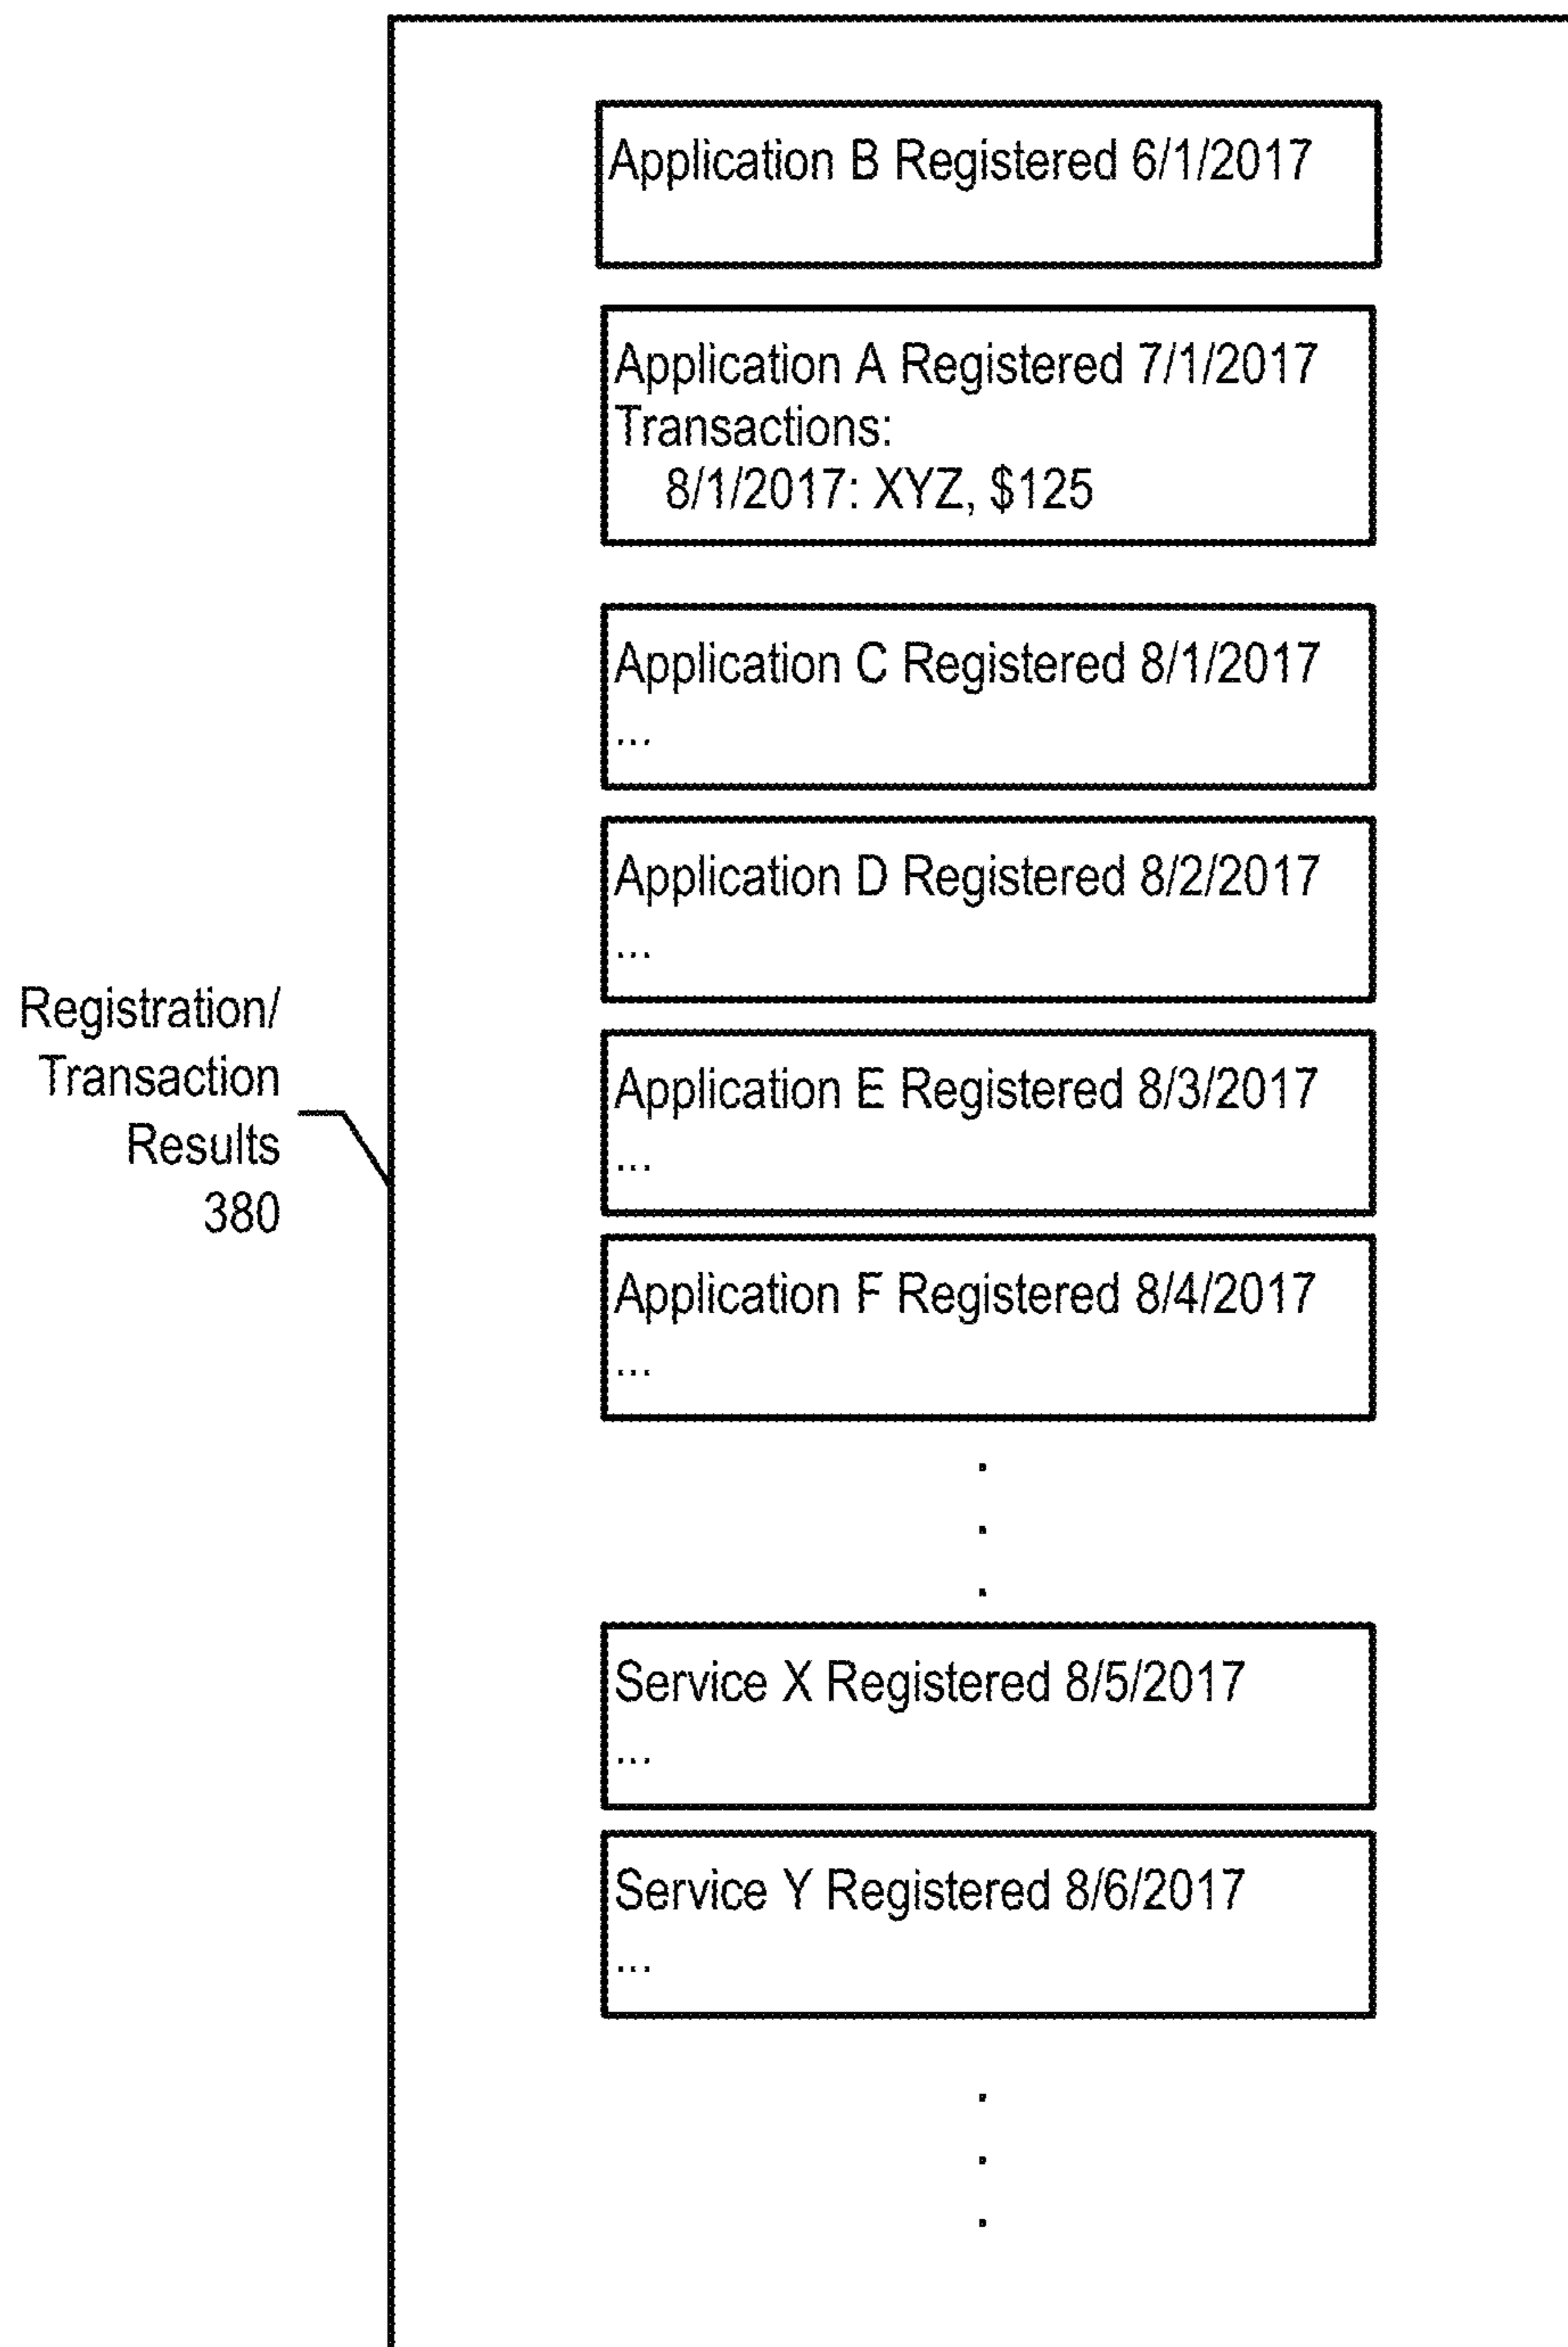 Application B Registered 6/1/2017
Application A Registered 7/1/2017
Transactions:
8/1/2017: XYZ, $125
Application C Registered 8/1/2017
...
Application D Registered 8/2/2017
...
Registration/
Transaction
Results
380
Application E Registered 8/3/2017
...
Application F Registered 8/4/2017
...
.
.
.
Service X Registered 8/5/2017
...
Service Y Registered 8/6/2017
...
.
.
.